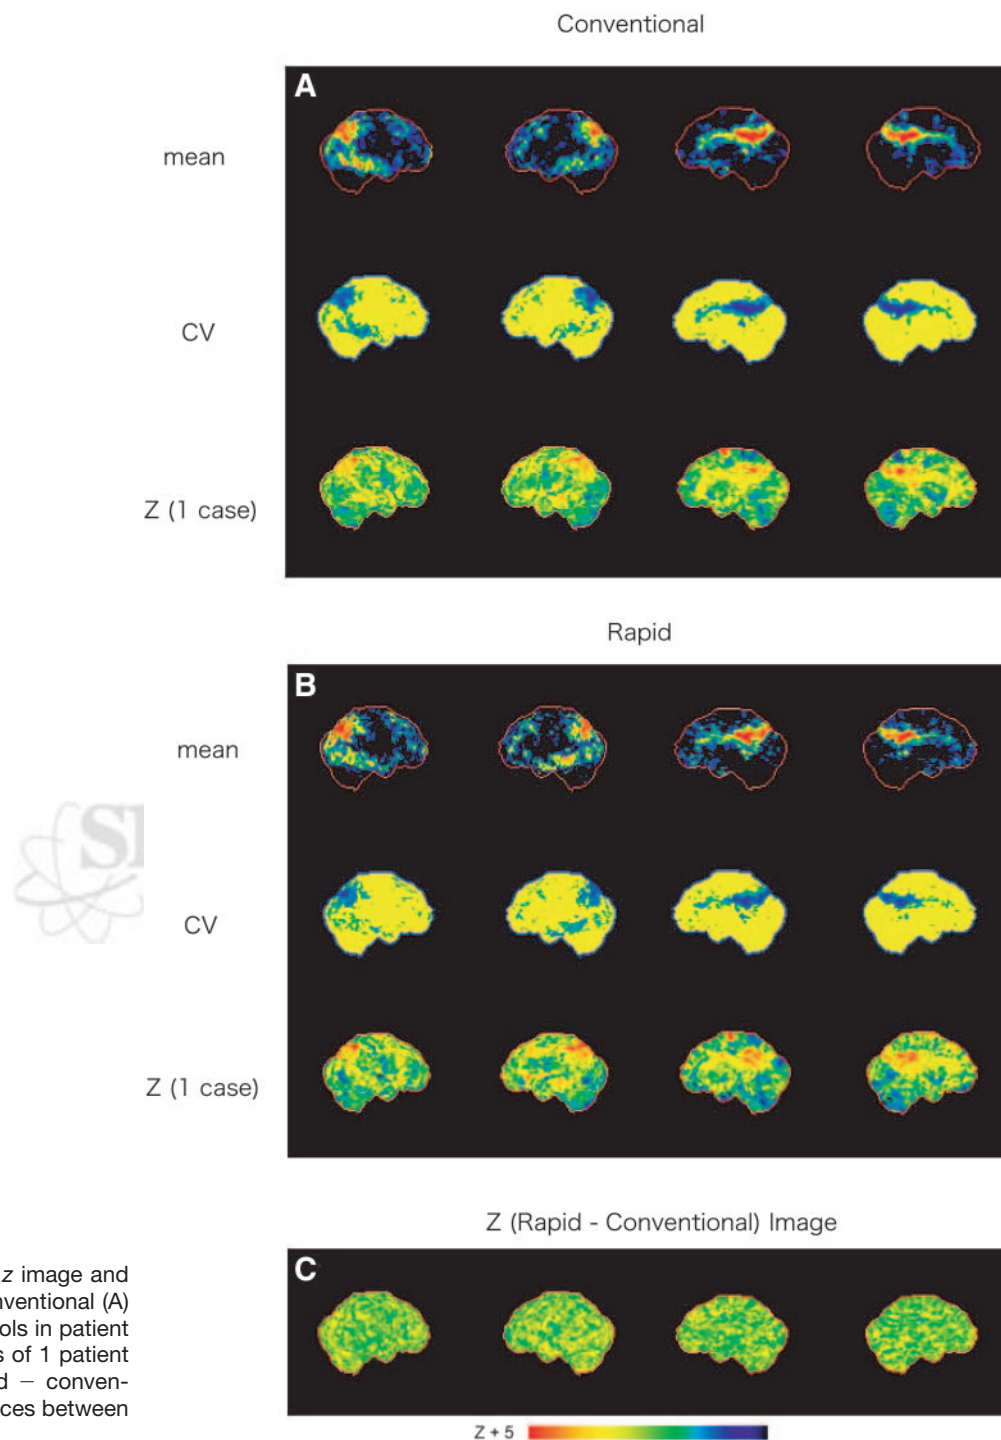 Conventional
A
mean
CV
Z (1 case)
Rapid
B
mean
CV
Z (1 case)
Z (Rapid - Conventional) Image
C
z image and
nventional (A)
ols in patient
s of 1 patient
d − conven-
ces between
Z + 5